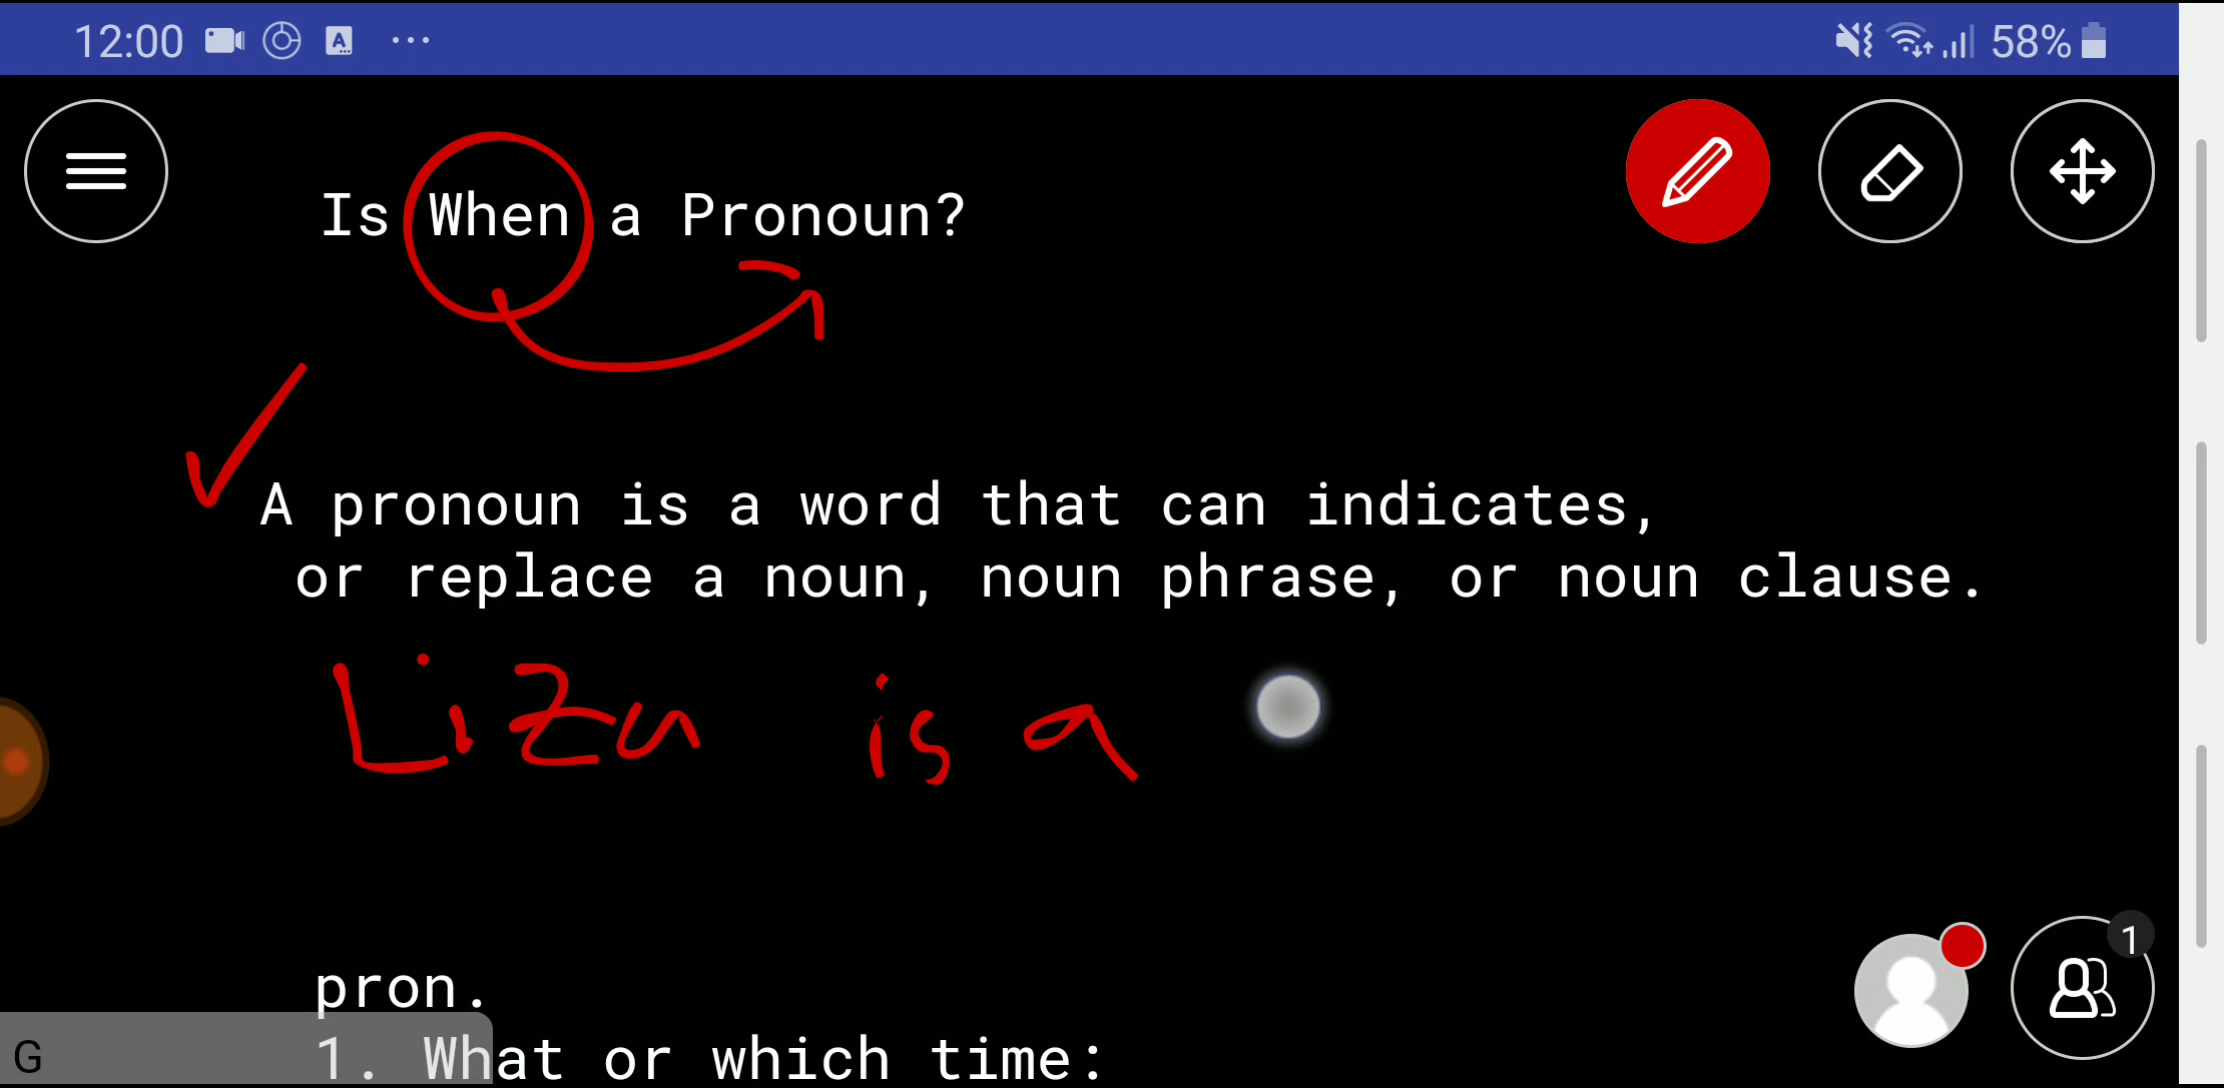 12:00 A ... 58%
Is When a Pronoun?
A pronoun is a word that can indicates,
or replace a noun, noun phrase, or noun clause.
Liza is a
pron.
1. What or which time:
1
G